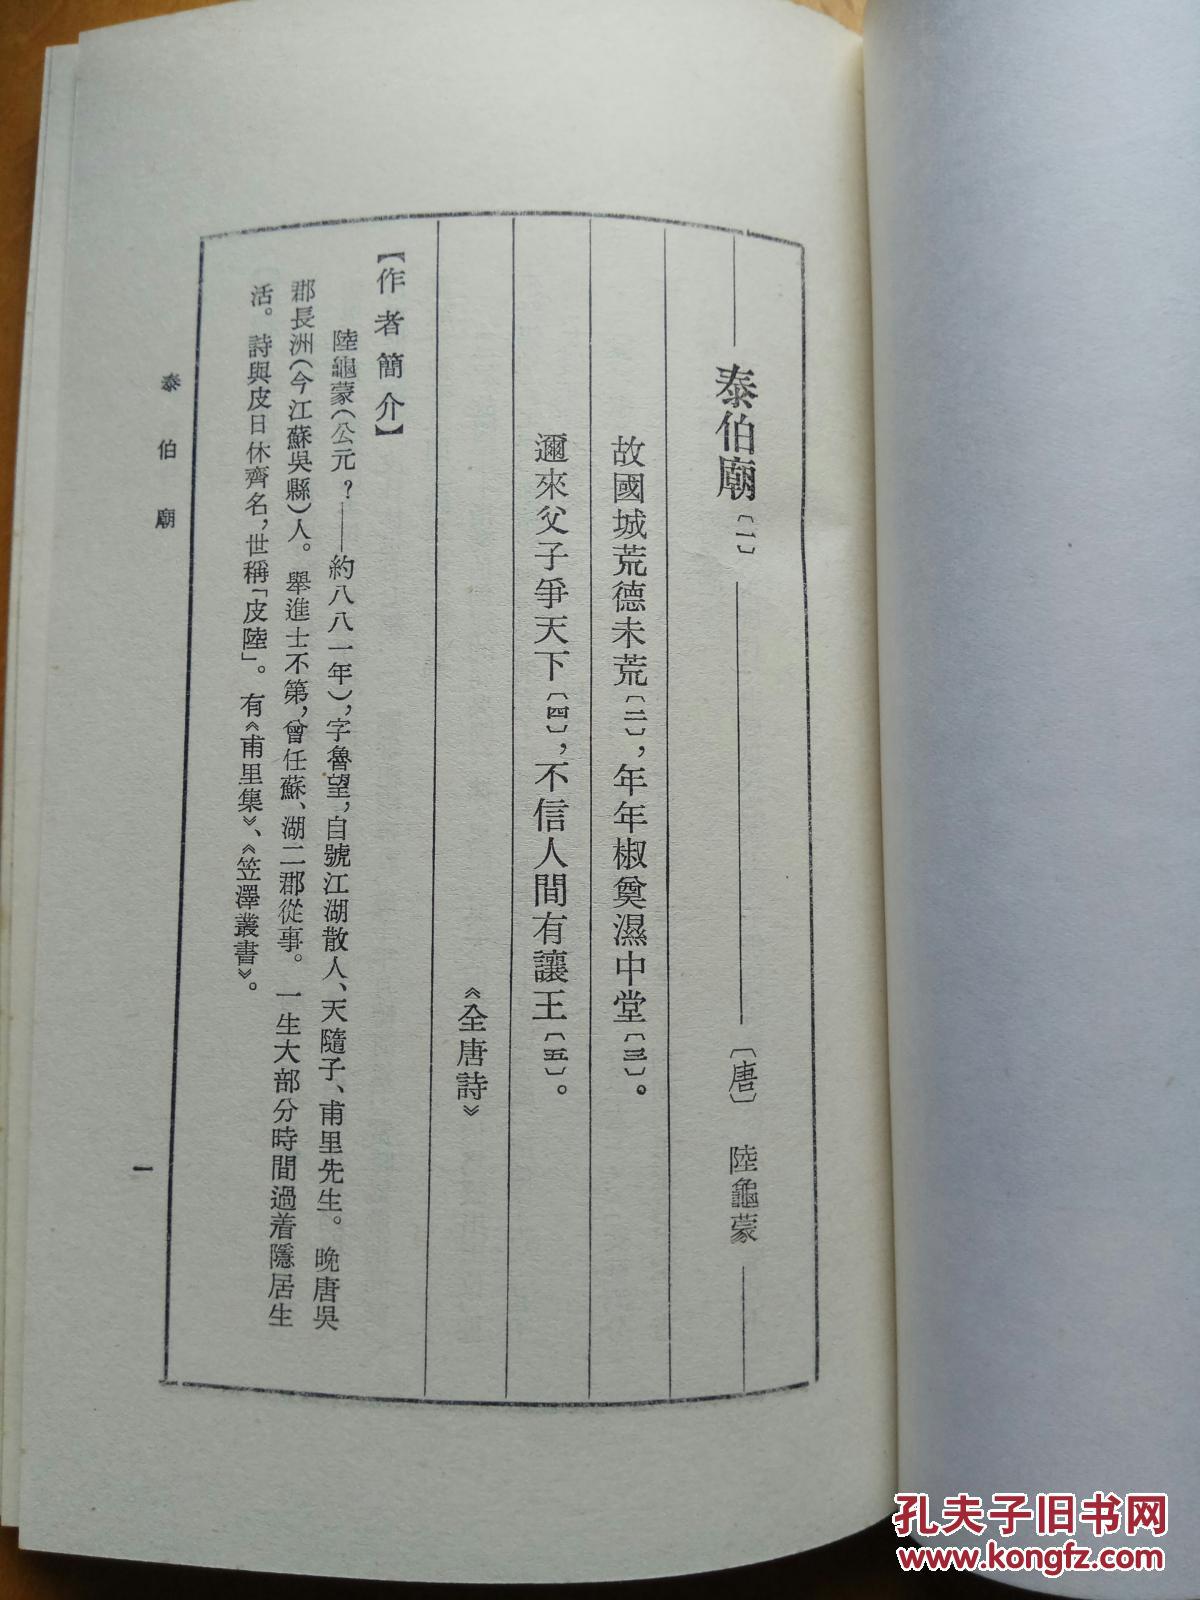 泰伯廟〔一〕 〔唐〕 陸龜蒙
故國城荒德未荒〔二〕，年年椒奠濕中堂〔三〕。
邇來父子爭天下〔四〕，不信人間有讓王〔五〕。
《全唐詩》
【作者簡介】
陸龜蒙（公元？——約八八一年），字魯望，自號江湖散人、天隨子、甫里先生。晚唐吳
郡長洲（今江蘇吳縣）人。舉進士不第，曾任蘇、湖二郡從事。一生大部分時間過着隱居生
活。詩與皮日休齊名，世稱「皮陸」。有《甫里集》、《笠澤叢書》。
泰伯廟
一
孔夫子旧书网
www.kongfz.com